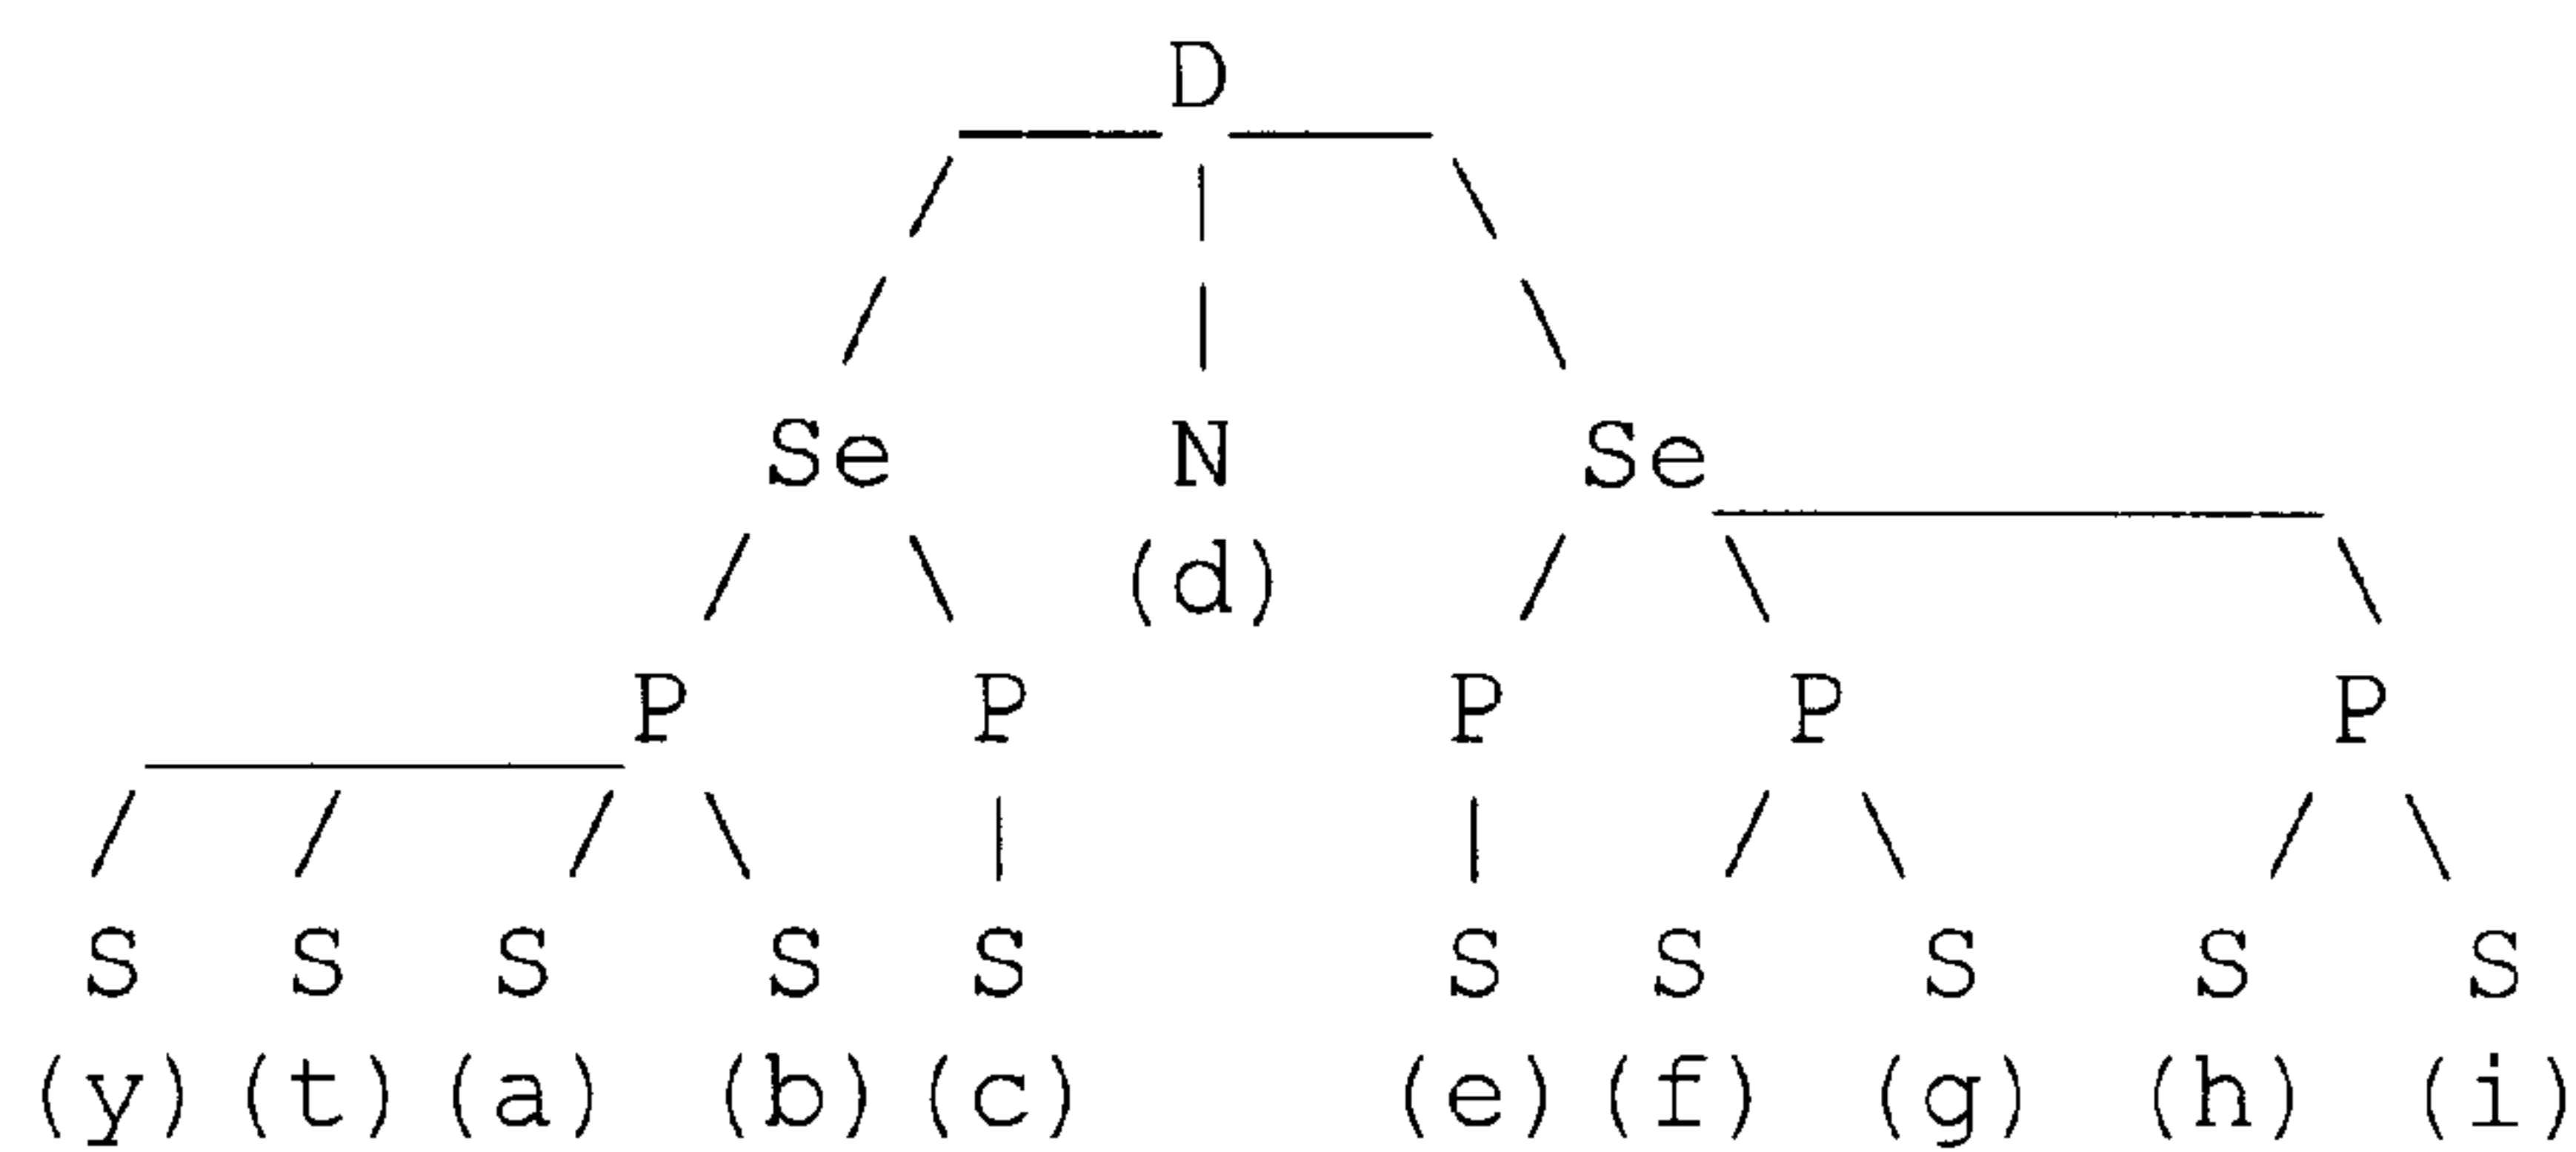 D
Se N Se
(d)
P P P P P
S S S S S S S S S S
(y) (t) (a) (b) (c) (e) (f) (g) (h) (i)